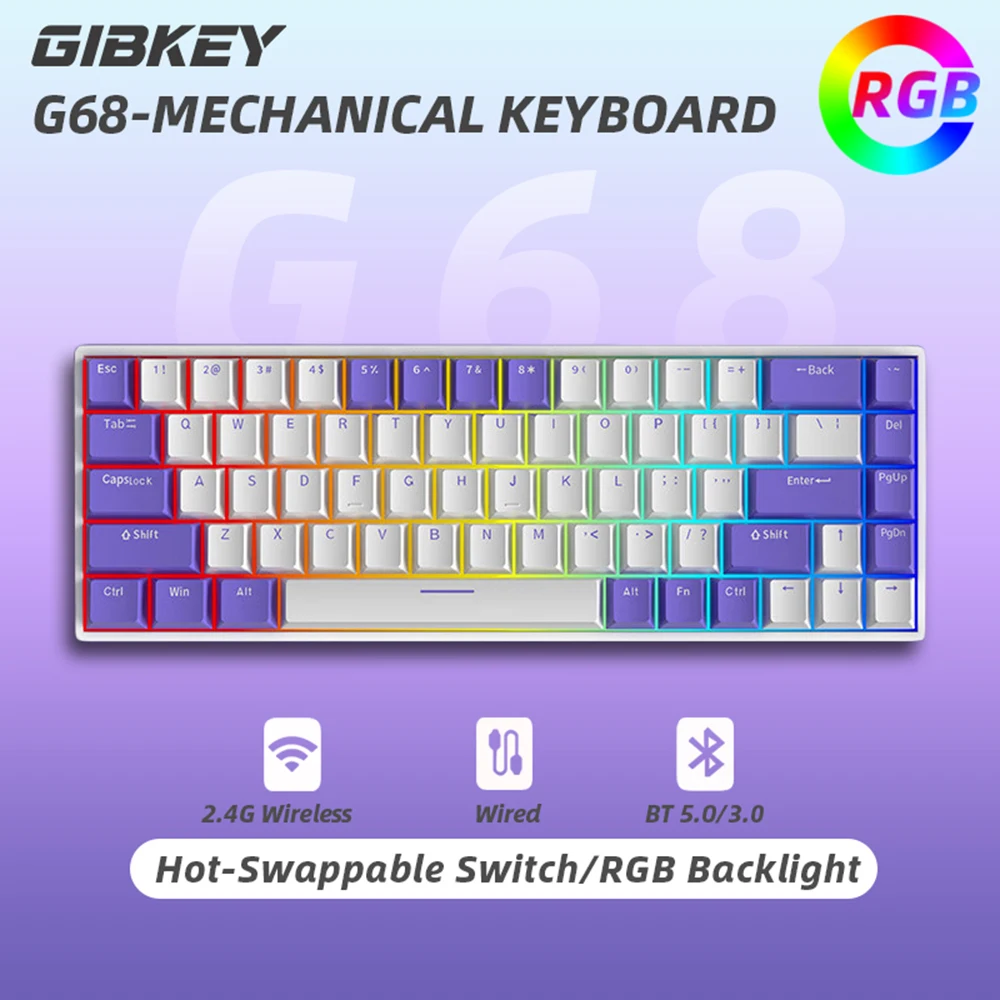 GIBKEY
G68-MECHANICAL KEYBOARD
RGB
G68
Esc 1! 2@ 3# 4$ 5% 6^ 7& 8* 9( 0) -- =+ ←Back ·~
Tab Q W E R T Y U I O P [{ }] \ | Del
CapsLock A S D F G H J K L ;: Enter PgUp
Shift Z X C V B N M ·< ·> /? Shift ↑ PgDn
Ctrl Win Alt Alt Fn Ctrl ← ↓ →
2.4G Wireless Wired BT 5.0/3.0
Hot-Swappable Switch/RGB Backlight